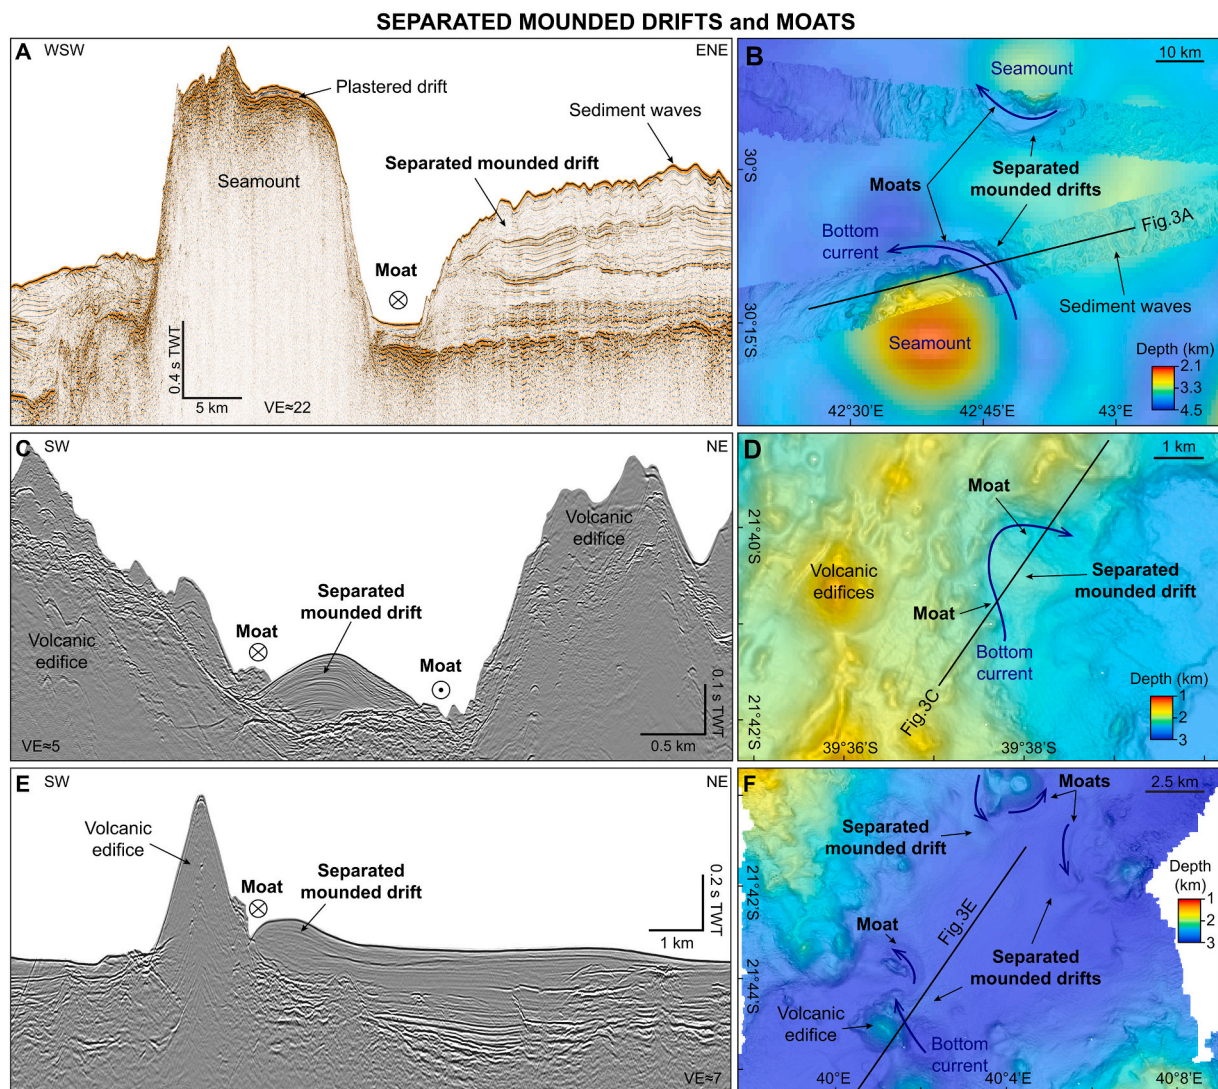 SEPARATED MOUNDED DRIFTS and MOATS
A
WSW
ENE
Plastered drift
Sediment waves
Separated mounded drift
Seamount
Moat
0.4 s TWT
5 km
VE≈22
B
10 km
Seamount
30°S
Moats
Separated
mounded drifts
Fig.3A
Bottom
current
Sediment waves
30°15'S
Seamount
Depth (km)
2.1
3.3
4.5
42°30'E
42°45'E
43°E
C
SW
NE
Volcanic
edifice
Separated
mounded drift
Moat
Moat
Volcanic
edifice
0.1 s TWT
0.5 km
VE≈5
D
1 km
Moat
21°40'S
Volcanic
edifices
Separated
mounded drift
Moat
Bottom
current
Fig.3C
Depth (km)
1
2
3
21°42'S
39°36'S
39°38'S
E
SW
NE
Volcanic
edifice
Separated
mounded drift
Moat
0.2 s TWT
1 km
VE≈7
F
Moats
2.5 km
Separated
mounded drift
Depth
(km)
1
2
3
21°42'S
Fig.3E
Moat
Separated
mounded drifts
21°44'S
Volcanic
edifice
Bottom
current
40°E
40°4'E
40°8'E